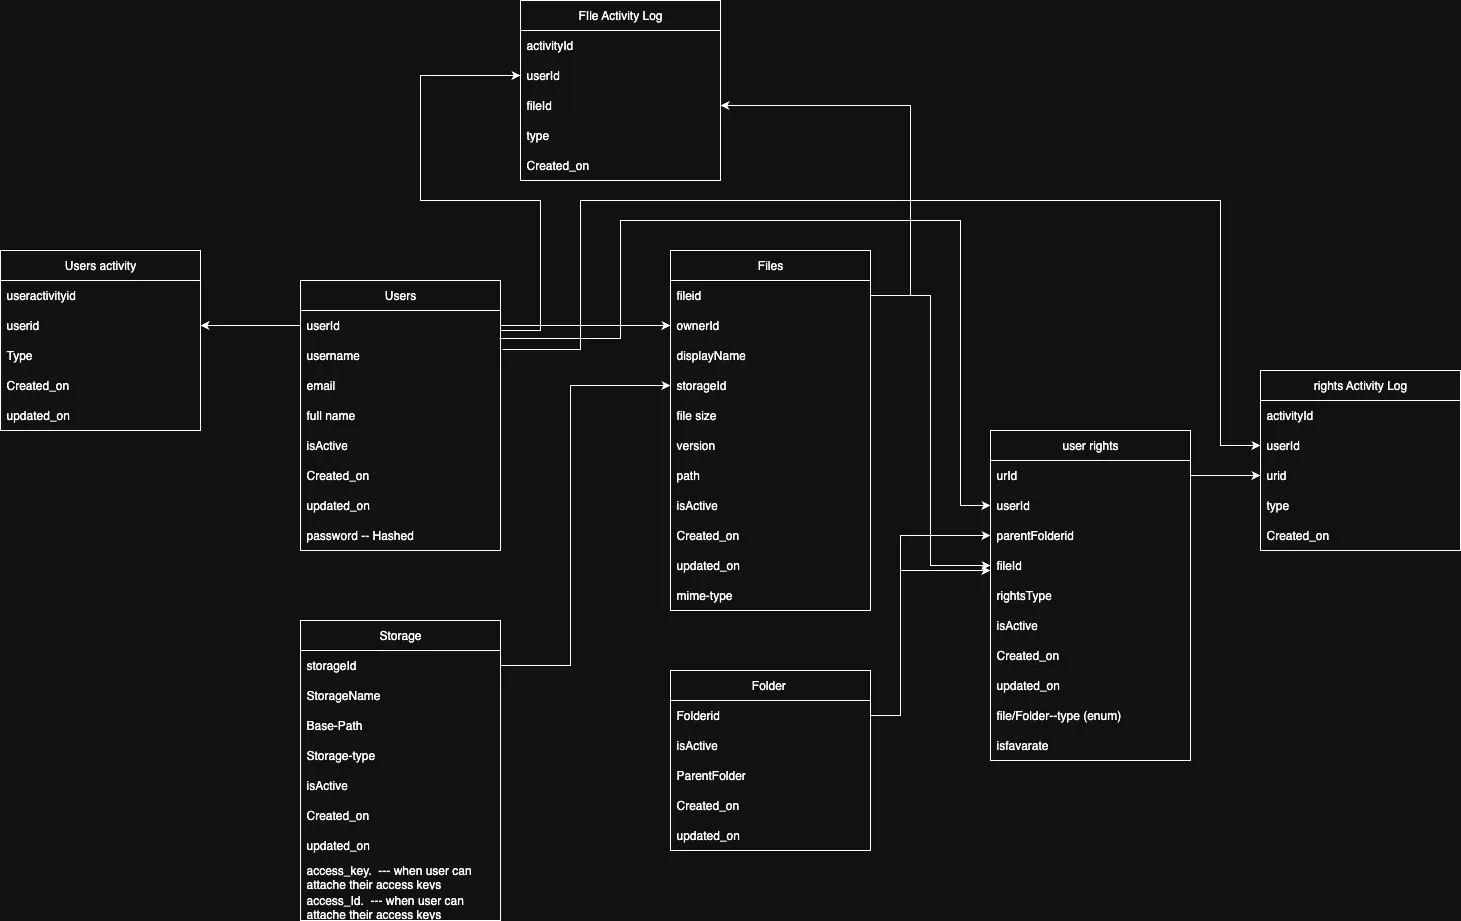 FIle Activity Log
activityId
userId
fileId
type
Created_on
Users activity
useractivityid
userid
Type
Created_on
updated_on
Users
userId
username
email
full name
isActive
Created_on
updated_on
password -- Hashed
Files
fileid
ownerId
displayName
storageId
file size
version
path
isActive
Created_on
updated_on
mime-type
rights Activity Log
activityId
userId
urid
type
Created_on
user rights
urId
userId
parentFolderid
fileId
rightsType
isActive
Created_on
updated_on
file/Folder--type (enum)
isfavarate
Storage
storageId
StorageName
Base-Path
Storage-type
isActive
Created_on
updated_on
access_key. --- when user can
attache their access keys
access_Id. --- when user can
attache their access keys
Folder
Folderid
isActive
ParentFolder
Created_on
updated_on